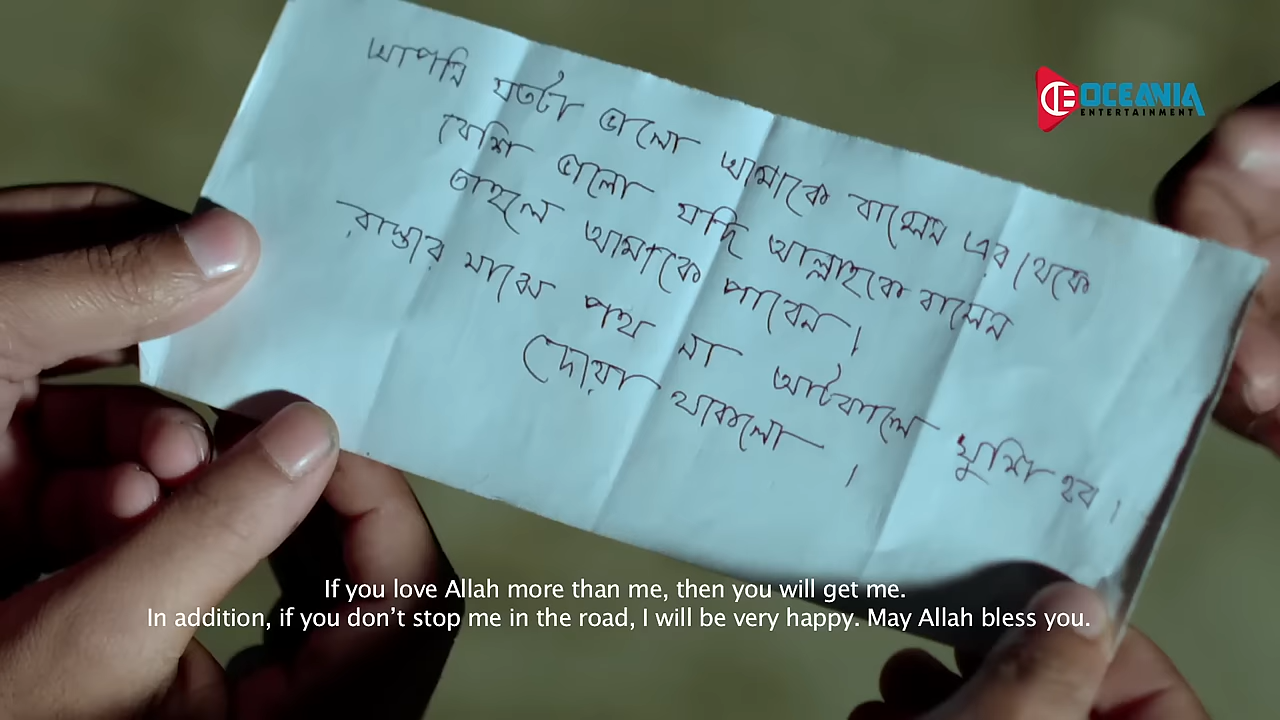 আপনি যতটা ভালো আমাকে বাসেন এর থেকে
বেশি ভালো যদি আল্লাহকে বাসেন
তাহলে আমাকে পাবেন।
রাস্তার মাঝে পথ না আটকালে খুশি হব।
দোয়া থাকলো।
OCEANIA
ENTERTAINMENT
If you love Allah more than me, then you will get me.
In addition, if you don’t stop me in the road, I will be very happy. May Allah bless you.